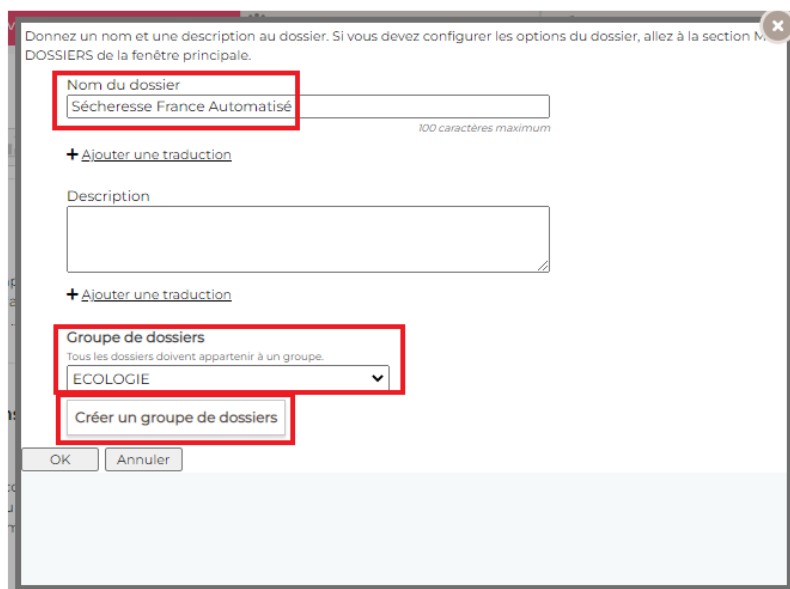 Donnez un nom et une description au dossier. Si vous devez configurer les options du dossier, allez à la section M
DOSSIERS de la fenêtre principale.
Nom du dossier
Sécheresse France Automatisé
100 caractères maximum
+ Ajouter une traduction
Description
+ Ajouter une traduction
Groupe de dossiers
Tous les dossiers doivent appartenir à un groupe.
ECOLOGIE
Créer un groupe de dossiers
OK Annuler